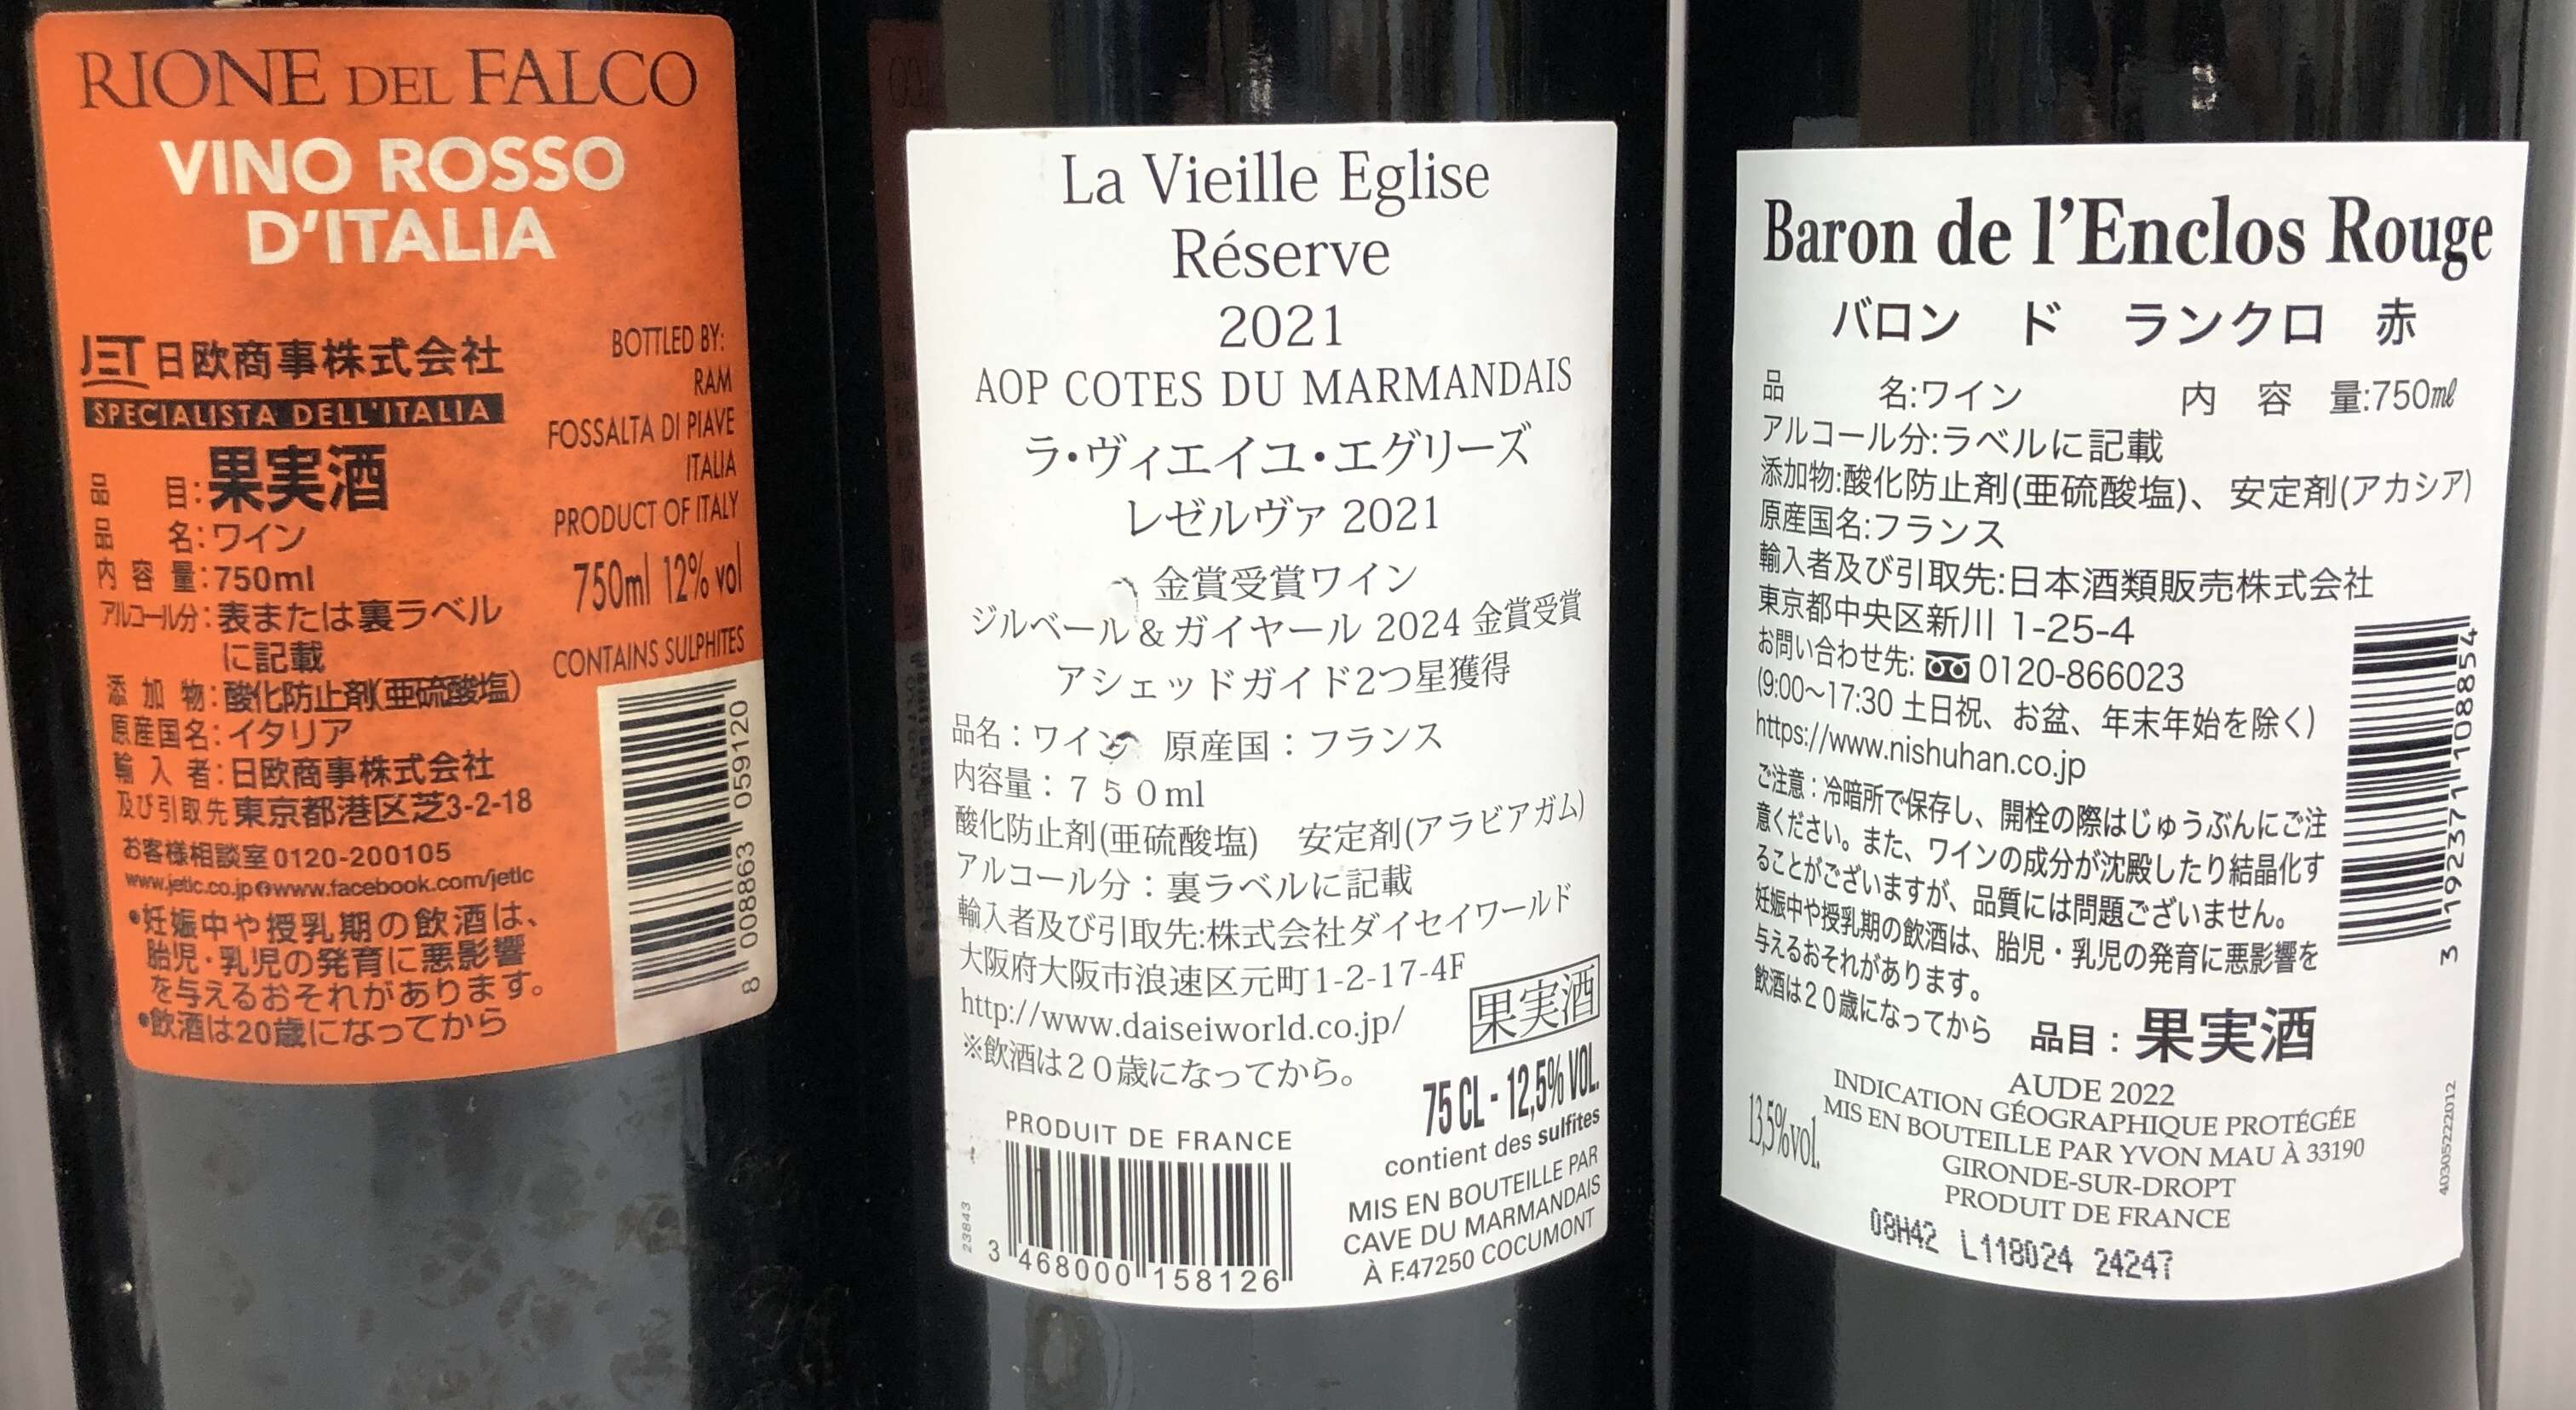 RIONE DEL FALCO
VINO ROSSO
D'ITALIA
JET 日欧商事株式会社
SPECIALISTA DELL'ITALIA
品 目:果実酒
品 名:ワイン
内 容 量:750ml
アルコール分:表または裏ラベル
に記載
添 加 物:酸化防止剤(亜硫酸塩)
原産国名:イタリア
輸 入 者:日欧商事株式会社
及び引取先 東京都港区芝3-2-18
お客様相談室 0120-200105
www.jetlc.co.jp www.facebook.com/jetlc
•妊娠中や授乳期の飲酒は、
胎児・乳児の発育に悪影響
を与えるおそれがあります。
•飲酒は20歳になってから
BOTTLED BY:
RAM
FOSSALTA DI PIAVE
ITALIA
PRODUCT OF ITALY
750ml 12% vol
CONTAINS SULPHITES
8 008863 059120
La Vieille Eglise
Réserve
2021
AOP COTES DU MARMANDAIS
ラ・ヴィエイユ・エグリーズ
レゼルヴァ 2021
金賞受賞ワイン
ジルベール&ガイヤール 2024 金賞受賞
アシェッドガイド2つ星獲得
品名:ワイン 原産国:フランス
内容量:750ml
酸化防止剤(亜硫酸塩) 安定剤(アラビアガム)
アルコール分:裏ラベルに記載
輸入者及び引取先:株式会社ダイセイワールド
大阪府大阪市浪速区元町1-2-17-4F
http://www.daiseiworld.co.jp/
果実酒
※飲酒は20歳になってから。
75 CL - 12,5% VOL.
contient des sulfites
MIS EN BOUTEILLE PAR
CAVE DU MARMANDAIS
À F.47250 COCUMONT
PRODUIT DE FRANCE
23843
3 468000 158126
Baron de l'Enclos Rouge
バロン ド ランクロ 赤
品 名:ワイン 内 容 量:750㎖
アルコール分:ラベルに記載
添加物:酸化防止剤(亜硫酸塩)、安定剤(アカシア)
原産国名:フランス
輸入者及び引取先:日本酒類販売株式会社
東京都中央区新川 1-25-4
お問い合わせ先: 0120-866023
(9:00~17:30 土日祝、お盆、年末年始を除く)
https://www.nishuhan.co.jp
ご注意:冷暗所で保存し、開栓の際はじゅうぶんにご注
意ください。また、ワインの成分が沈殿したり結晶化す
ることがございますが、品質には問題ございません。
妊娠中や授乳期の飲酒は、胎児・乳児の発育に悪影響を
与えるおそれがあります。
飲酒は20歳になってから 品目:果実酒
3 192371 108854
AUDE 2022
INDICATION GÉOGRAPHIQUE PROTÉGÉE
MIS EN BOUTEILLE PAR YVON MAU À 33190
GIRONDE-SUR-DROPT
PRODUIT DE FRANCE
13,5%vol.
40305222012
08H42 L118024 24247